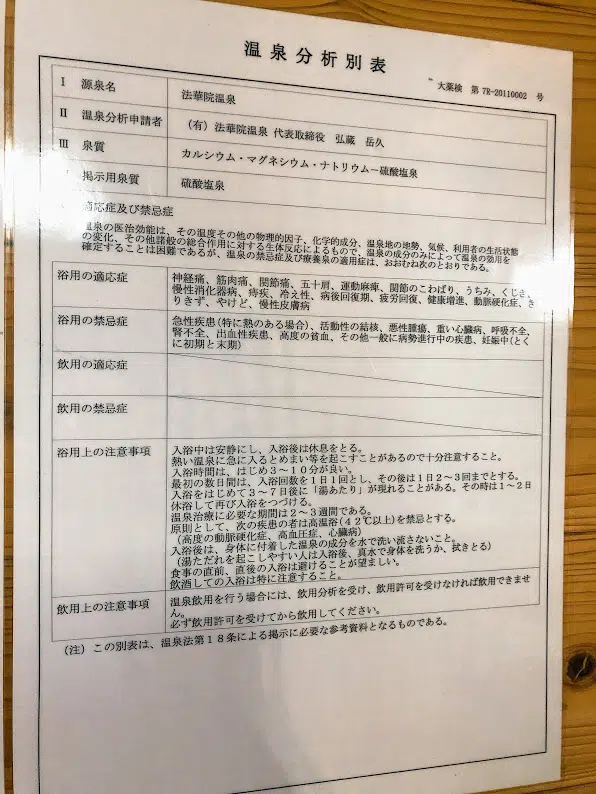 温泉分析別表
大薬検 第 7R-20110002 号
Ⅰ 源泉名
法華院温泉
Ⅱ 温泉分析申請者
(有)法華院温泉 代表取締役 弘蔵 岳久
Ⅲ 泉質
カルシウム・マグネシウム・ナトリウム−硫酸塩泉
掲示用泉質
硫酸塩泉
適応症及び禁忌症
温泉の医治効能は、その温度その他の物理的因子、化学的成分、温泉地の地勢、気候、利用者の生活状態
の変化、その他諸般の総合作用に対する生体反応によるもので、温泉の成分のみによって温泉の効用を
確定することは困難であるが、温泉の禁忌症及び療養泉の適用症は、おおむね次のとおりである。
浴用の適応症
神経痛、筋肉痛、関節痛、五十肩、運動麻痺、関節のこわばり、うちみ、くじき、
慢性消化器病、痔疾、冷え性、病後回復期、疲労回復、健康増進、動脈硬化症、き
りきず、やけど、慢性皮膚病
浴用の禁忌症
急性疾患(特に熱のある場合)、活動性の結核、悪性腫瘍、重い心臓病、呼吸不全、
腎不全、出血性疾患、高度の貧血、その他一般に病勢進行中の疾患、妊娠中(とく
に初期と末期)
飲用の適応症
飲用の禁忌症
浴用上の注意事項
入浴中は安静にし、入浴後は休息をとる。
熱い温泉に急に入るとめまい等を起こすことがあるので十分注意すること。
入浴時間は、はじめ3~10分が良い。
最初の数日間は、入浴回数を1日1回とし、その後は1日2~3回までとする。
入浴をはじめて3~7日後に「湯あたり」が現れることがある。その時は1~2日
休浴して再び入浴をつづける。
温泉治療に必要な期間は2~3週間である。
原則として、次の疾患の者は高温浴(42℃以上)を禁忌とする。
(高度の動脈硬化症、高血圧症、心臓病)
入浴後は、身体に付着した温泉の成分を水で洗い流さないこと。
(湯ただれを起こしやすい人は入浴後、真水で身体を洗うか、拭きとる)
食事の直前、直後の入浴は避けることが望ましい。
飲酒しての入浴は特に注意すること。
飲用上の注意事項
温泉飲用を行う場合には、飲用分析を受け、飲用許可を受けなければ飲用できませ
ん。
必ず飲用許可を受けてから飲用してください。
(注) この別表は、温泉法第18条による掲示に必要な参考資料となるものである。